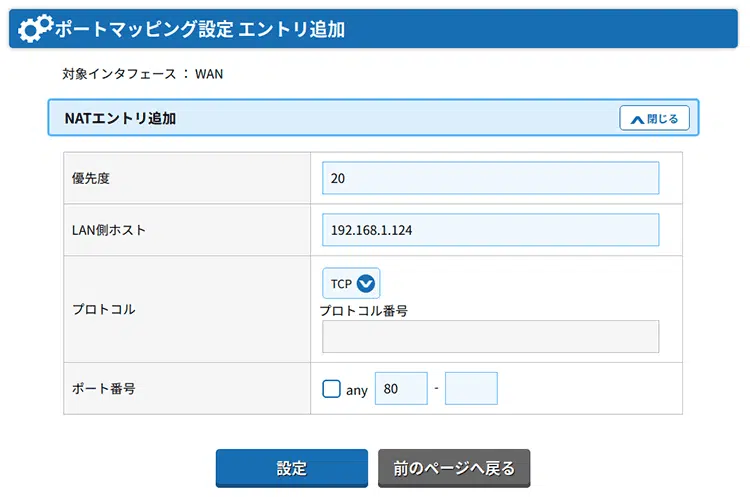 ポートマッピング設定 エントリ追加
対象インタフェース ： WAN
NATエントリ追加 閉じる
優先度 20
LAN側ホスト 192.168.1.124
プロトコル TCP
プロトコル番号
ポート番号 any 80 -
設定 前のページへ戻る